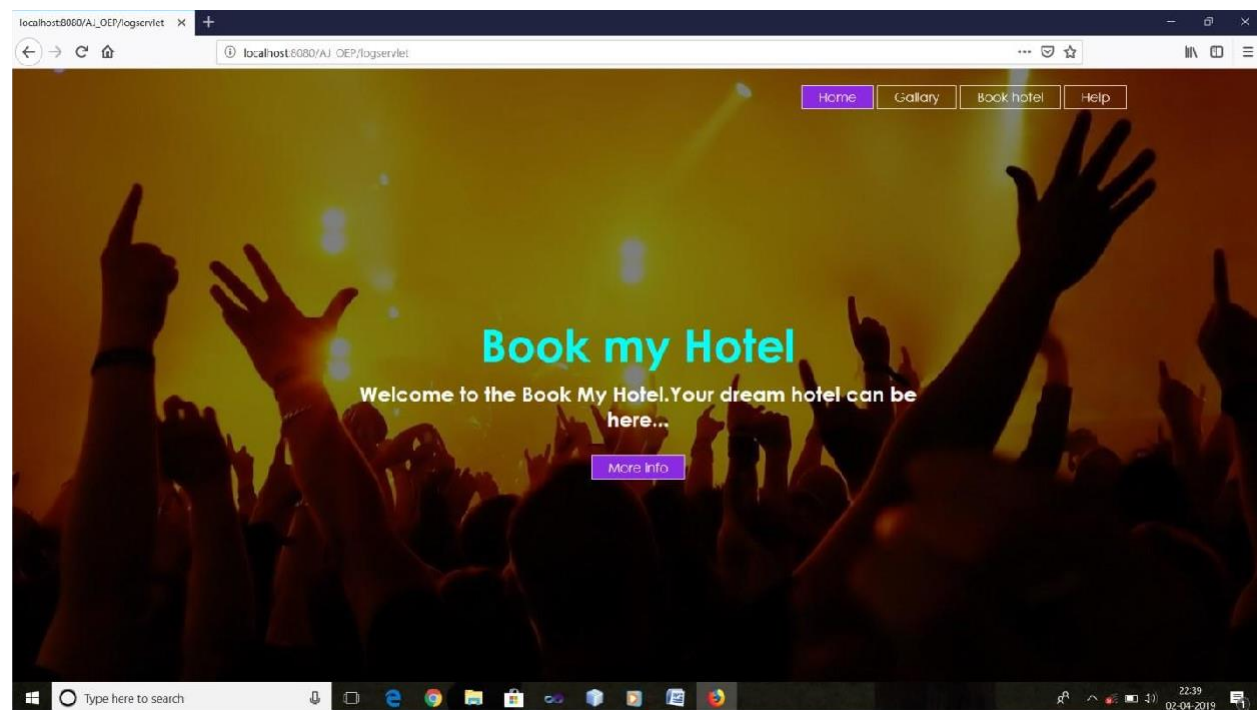 localhost:8080/AJ_OEP/logservlet
localhost:8080/AJ_OEP/logservlet
Home Gallary Book hotel Help
Book my Hotel
Welcome to the Book My Hotel.Your dream hotel can be
here...
More Info
Type here to search
22:39
02-04-2019